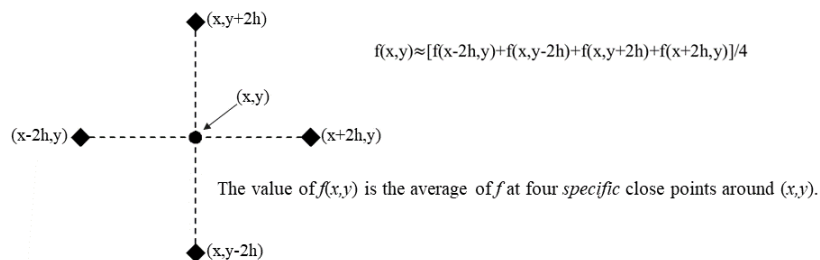 (x,y+2h)
f(x,y)≈[f(x-2h,y)+f(x,y-2h)+f(x,y+2h)+f(x+2h,y)]/4
(x,y)
(x-2h,y)
(x+2h,y)
The value of f(x,y) is the average of f at four specific close points around (x,y).
(x,y-2h)